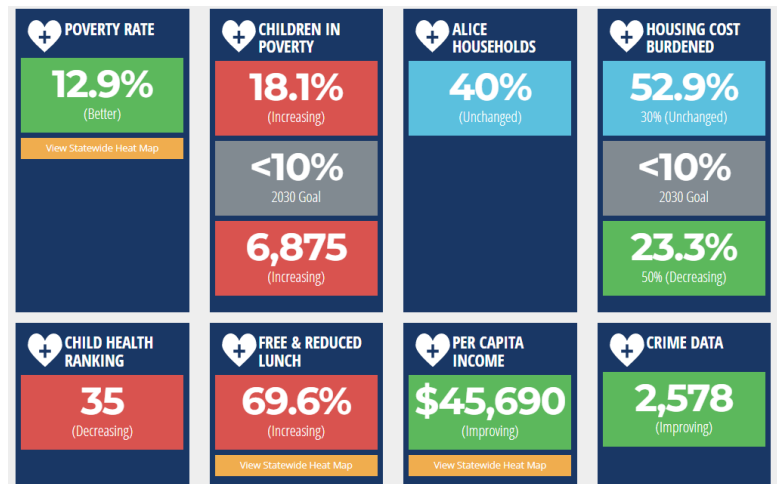 POVERTY RATE
12.9%
(Better)
View Statewide Heat Map
CHILDREN IN
POVERTY
18.1%
(Increasing)
<10%
2030 Goal
6,875
(Increasing)
ALICE
HOUSEHOLDS
40%
(Unchanged)
HOUSING COST
BURDENED
52.9%
30% (Unchanged)
<10%
2030 Goal
23.3%
50% (Decreasing)
CHILD HEALTH
RANKING
35
(Decreasing)
FREE & REDUCED
LUNCH
69.6%
(Increasing)
View Statewide Heat Map
PER CAPITA
INCOME
$45,690
(Improving)
View Statewide Heat Map
CRIME DATA
2,578
(Improving)